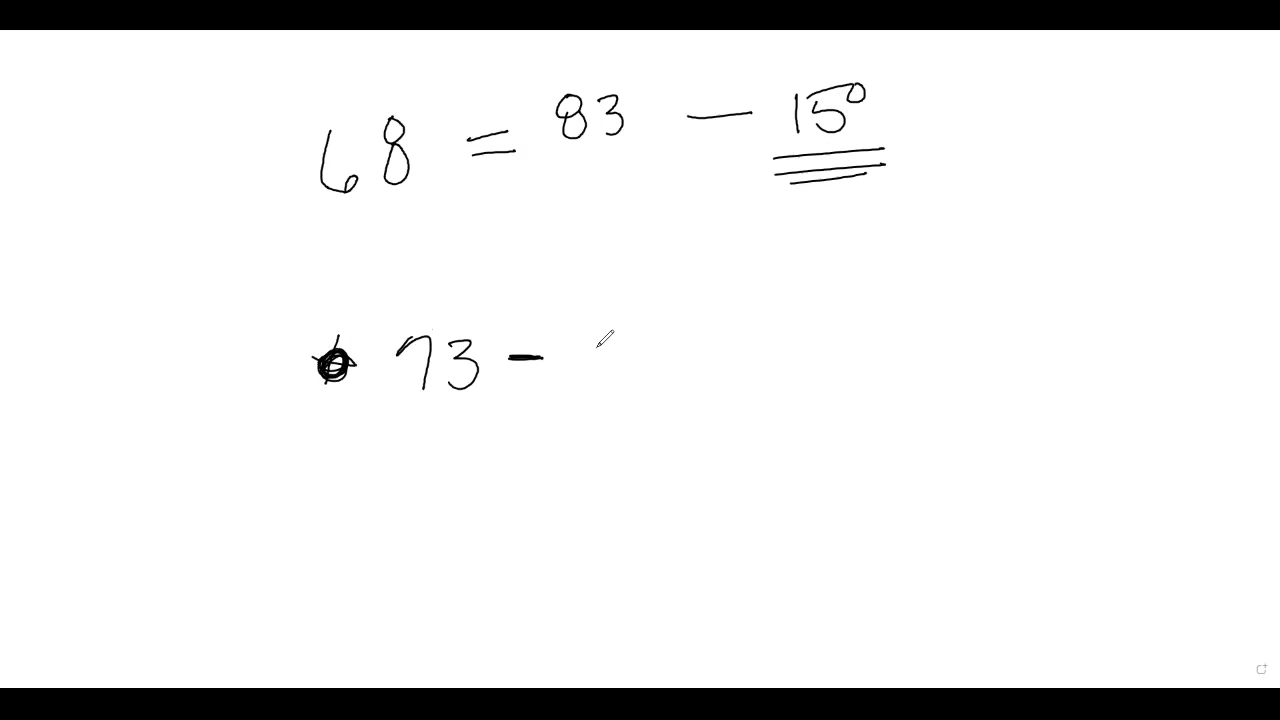 68 = 83 — 15°
73 -